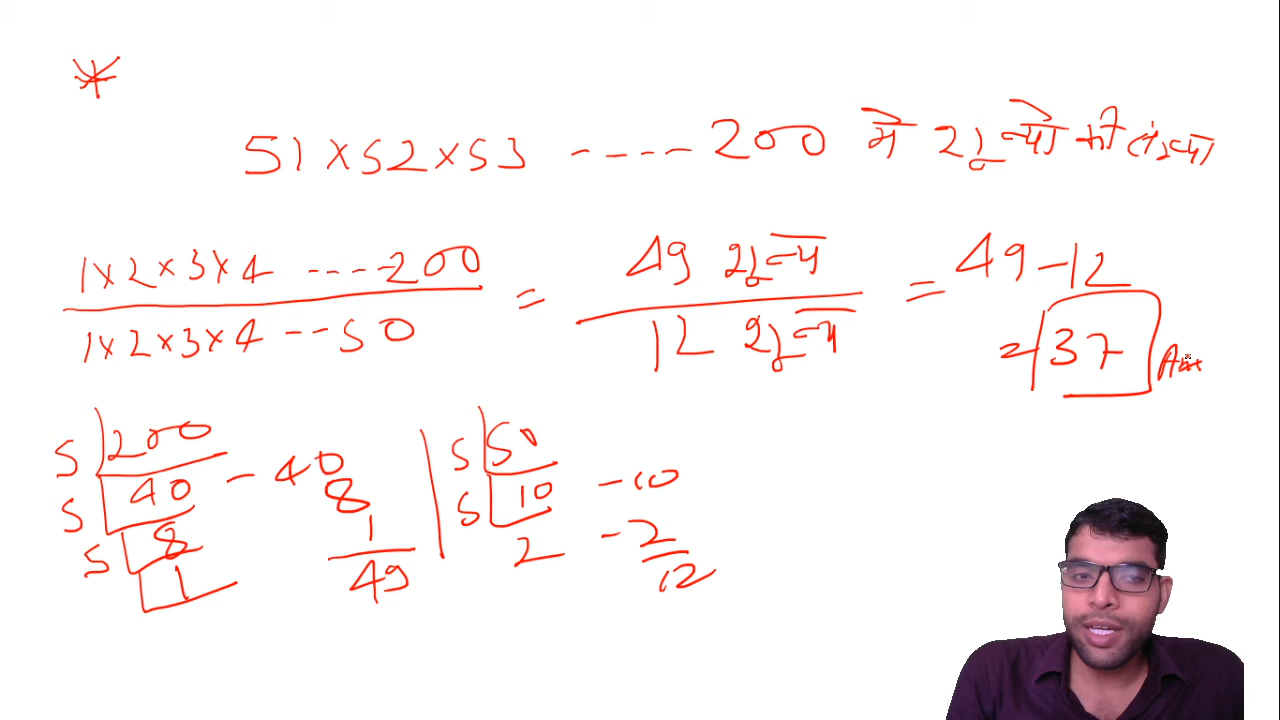 *
51 × 52 × 53 ---- 200 में शून्यों की संख्या
1×2×3×4 ----200 = 49 शून्य = 49-12
1×2×3×4 --50 12 शून्य = 37 Ans
5 200 - 40 5 50 - 10
5 40 8 5 10 - 2
5 8 1 2 12
1 49